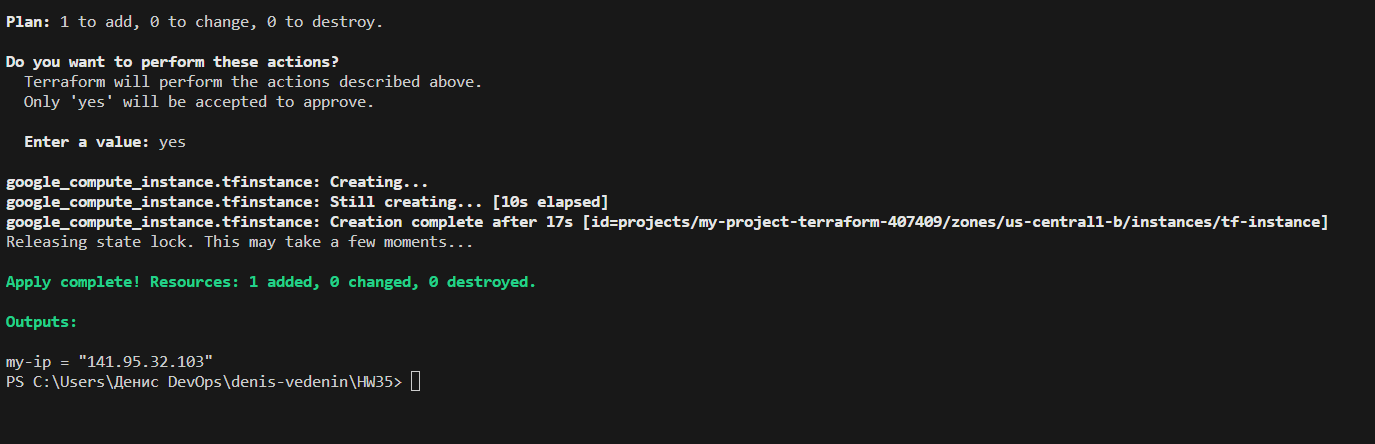 Plan: 1 to add, 0 to change, 0 to destroy.
Do you want to perform these actions?
Terraform will perform the actions described above.
Only 'yes' will be accepted to approve.
Enter a value: yes
google_compute_instance.tfinstance: Creating...
google_compute_instance.tfinstance: Still creating... [10s elapsed]
google_compute_instance.tfinstance: Creation complete after 17s [id=projects/my-project-terraform-407409/zones/us-central1-b/instances/tf-instance]
Releasing state lock. This may take a few moments...
Apply complete! Resources: 1 added, 0 changed, 0 destroyed.
Outputs:
my-ip = "141.95.32.103"
PS C:\Users\Денис DevOps\denis-vedenin\HW35>